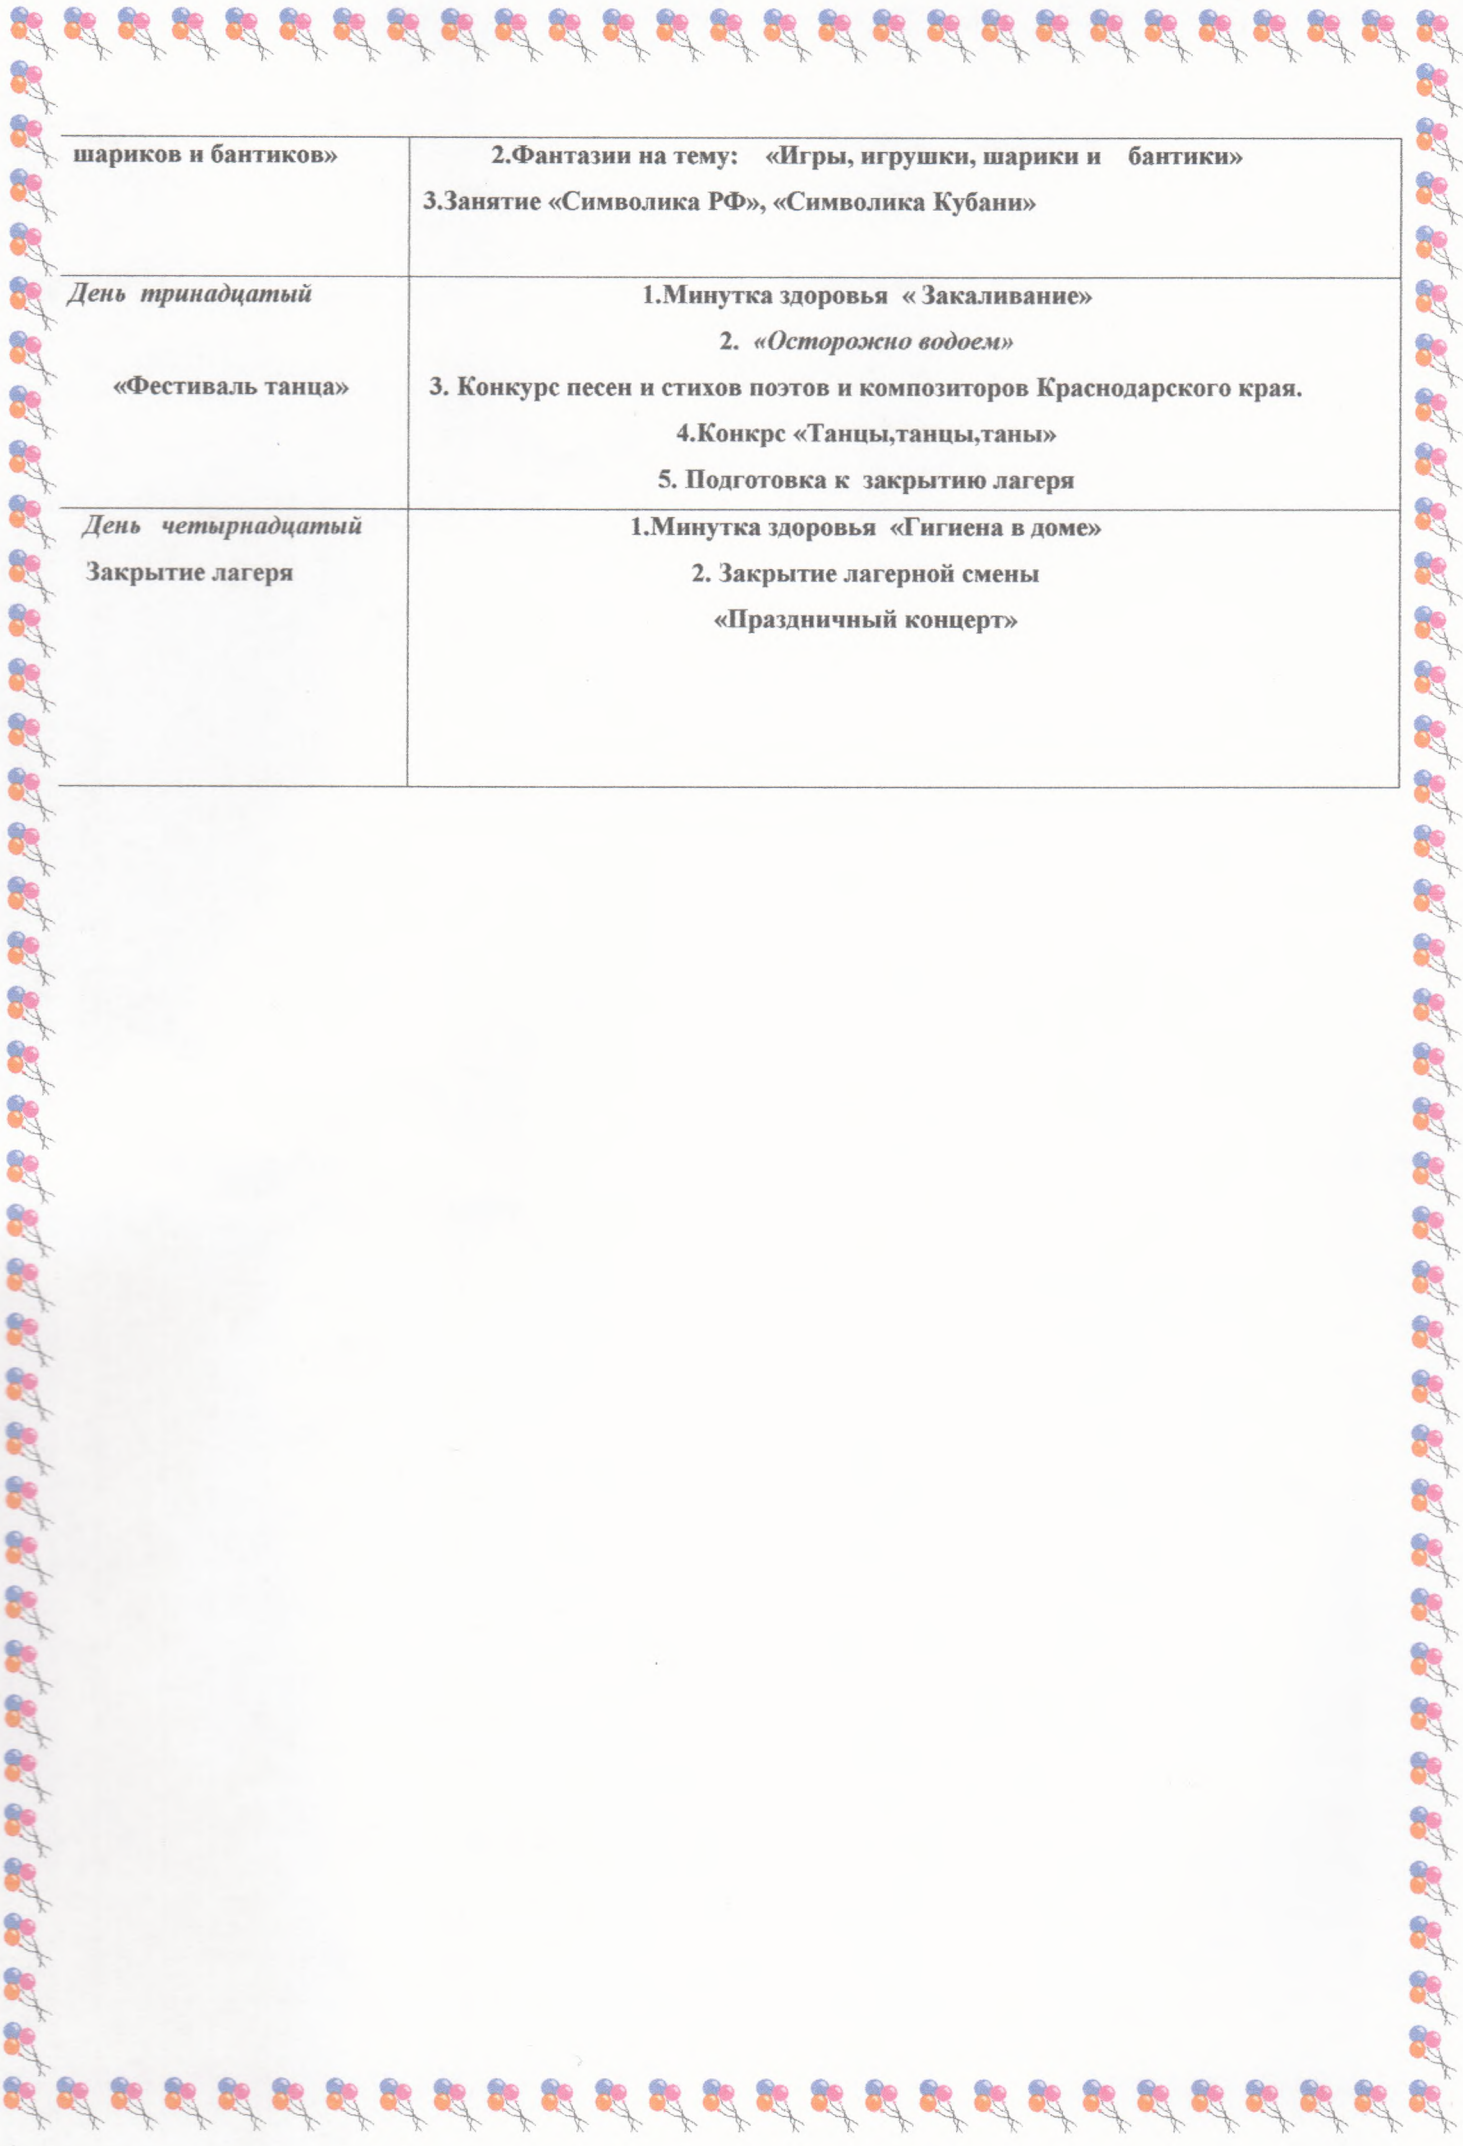 шариков и бантиков»
2.Фантазии на тему: «Игры, игрушки, шарики и бантики»
3.Занятие «Символика РФ», «Символика Кубани»
День тринадцатый
«Фестиваль танца»
1.Минутка здоровья « Закаливание»
2. «Осторожно водоем»
3. Конкурс песен и стихов поэтов и композиторов Краснодарского края.
4.Конкрс «Танцы,танцы,таны»
5. Подготовка к закрытию лагеря
День четырнадцатый
Закрытие лагеря
1.Минутка здоровья «Гигиена в доме»
2. Закрытие лагерной смены
«Праздничный концерт»